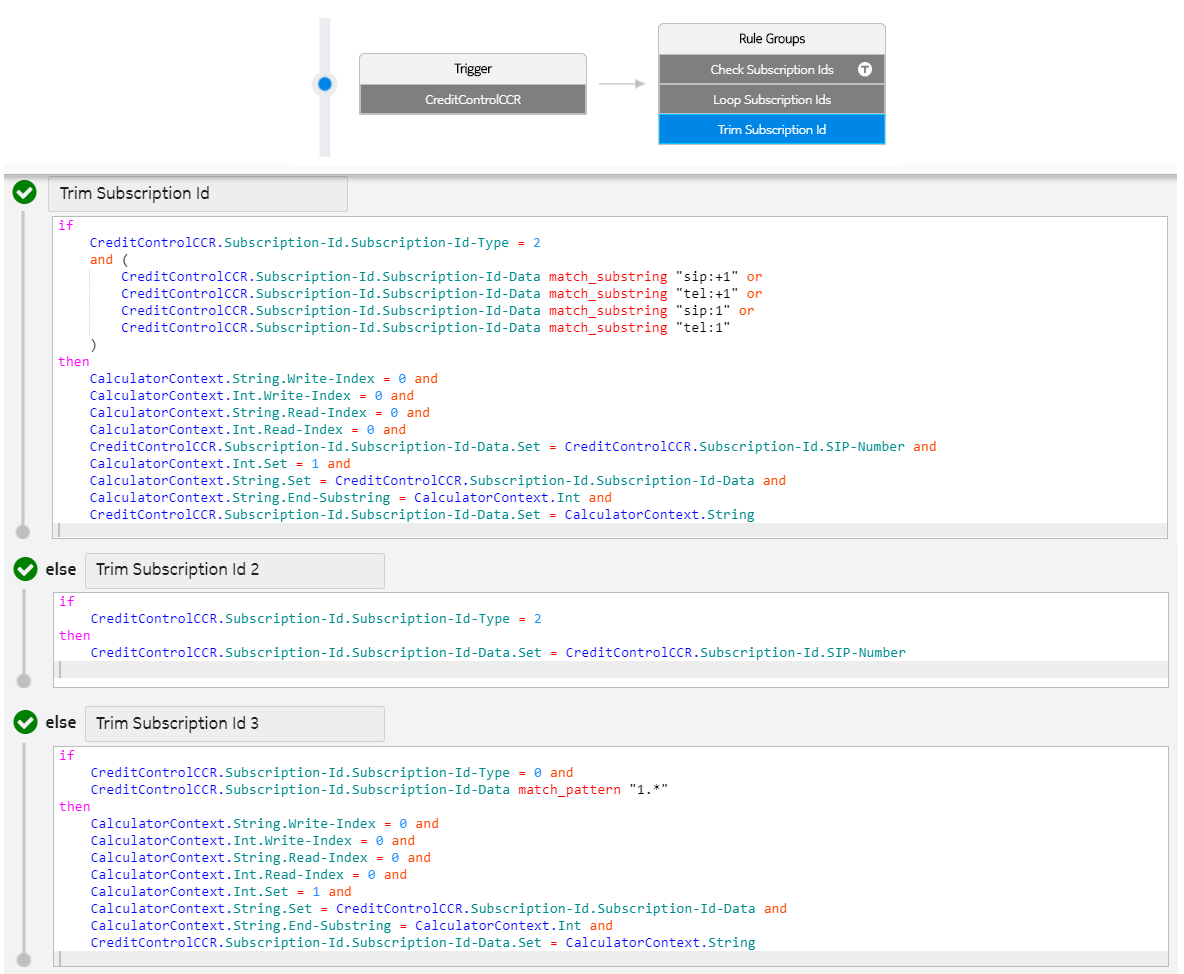 Trigger
CreditControlCCR
Rule Groups
Check Subscription Ids T
Loop Subscription Ids
Trim Subscription Id
Trim Subscription Id
if
CreditControlCCR.Subscription-Id.Subscription-Id-Type = 2
and (
CreditControlCCR.Subscription-Id.Subscription-Id-Data match_substring "sip:+1" or
CreditControlCCR.Subscription-Id.Subscription-Id-Data match_substring "tel:+1" or
CreditControlCCR.Subscription-Id.Subscription-Id-Data match_substring "sip:1" or
CreditControlCCR.Subscription-Id.Subscription-Id-Data match_substring "tel:1"
)
then
CalculatorContext.String.Write-Index = 0 and
CalculatorContext.Int.Write-Index = 0 and
CalculatorContext.String.Read-Index = 0 and
CalculatorContext.Int.Read-Index = 0 and
CreditControlCCR.Subscription-Id.Subscription-Id-Data.Set = CreditControlCCR.Subscription-Id.SIP-Number and
CalculatorContext.Int.Set = 1 and
CalculatorContext.String.Set = CreditControlCCR.Subscription-Id.Subscription-Id-Data and
CalculatorContext.String.End-Substring = CalculatorContext.Int and
CreditControlCCR.Subscription-Id.Subscription-Id-Data.Set = CalculatorContext.String
else Trim Subscription Id 2
if
CreditControlCCR.Subscription-Id.Subscription-Id-Type = 2
then
CreditControlCCR.Subscription-Id.Subscription-Id-Data.Set = CreditControlCCR.Subscription-Id.SIP-Number
else Trim Subscription Id 3
if
CreditControlCCR.Subscription-Id.Subscription-Id-Type = 0 and
CreditControlCCR.Subscription-Id.Subscription-Id-Data match_pattern "1.*"
then
CalculatorContext.String.Write-Index = 0 and
CalculatorContext.Int.Write-Index = 0 and
CalculatorContext.String.Read-Index = 0 and
CalculatorContext.Int.Read-Index = 0 and
CalculatorContext.Int.Set = 1 and
CalculatorContext.String.Set = CreditControlCCR.Subscription-Id.Subscription-Id-Data and
CalculatorContext.String.End-Substring = CalculatorContext.Int and
CreditControlCCR.Subscription-Id.Subscription-Id-Data.Set = CalculatorContext.String